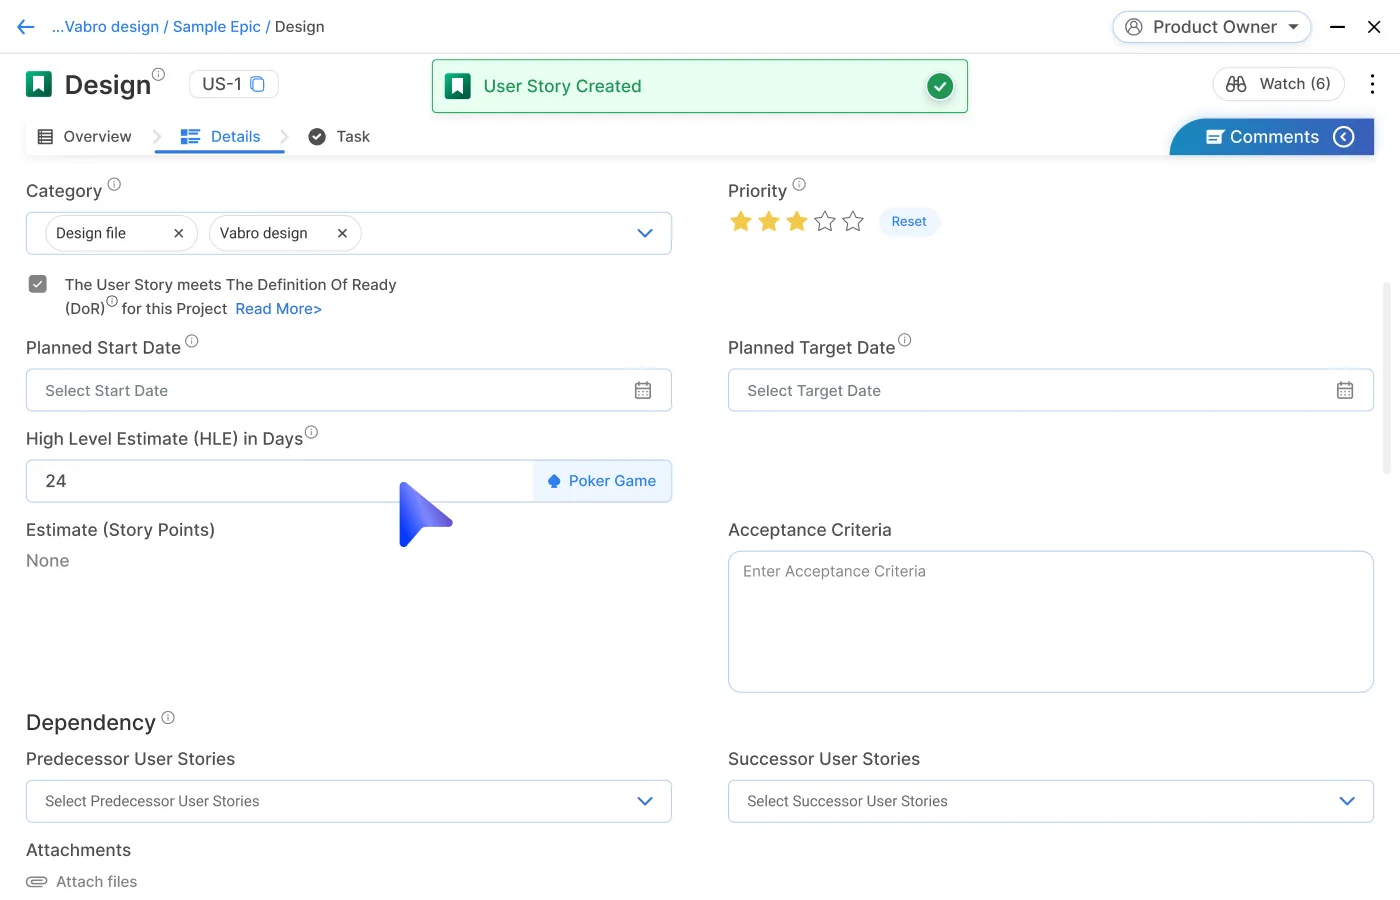 ...Vabro design / Sample Epic / Design
Product Owner
Design
US-1
User Story Created
Watch (6)
Overview
Details
Task
Comments
Category
Priority
Design file
Vabro design
Reset
The User Story meets The Definition Of Ready
(DoR) for this Project Read More>
Planned Start Date
Planned Target Date
Select Start Date
Select Target Date
High Level Estimate (HLE) in Days
24
Poker Game
Estimate (Story Points)
Acceptance Criteria
None
Enter Acceptance Criteria
Dependency
Predecessor User Stories
Successor User Stories
Select Predecessor User Stories
Select Successor User Stories
Attachments
Attach files